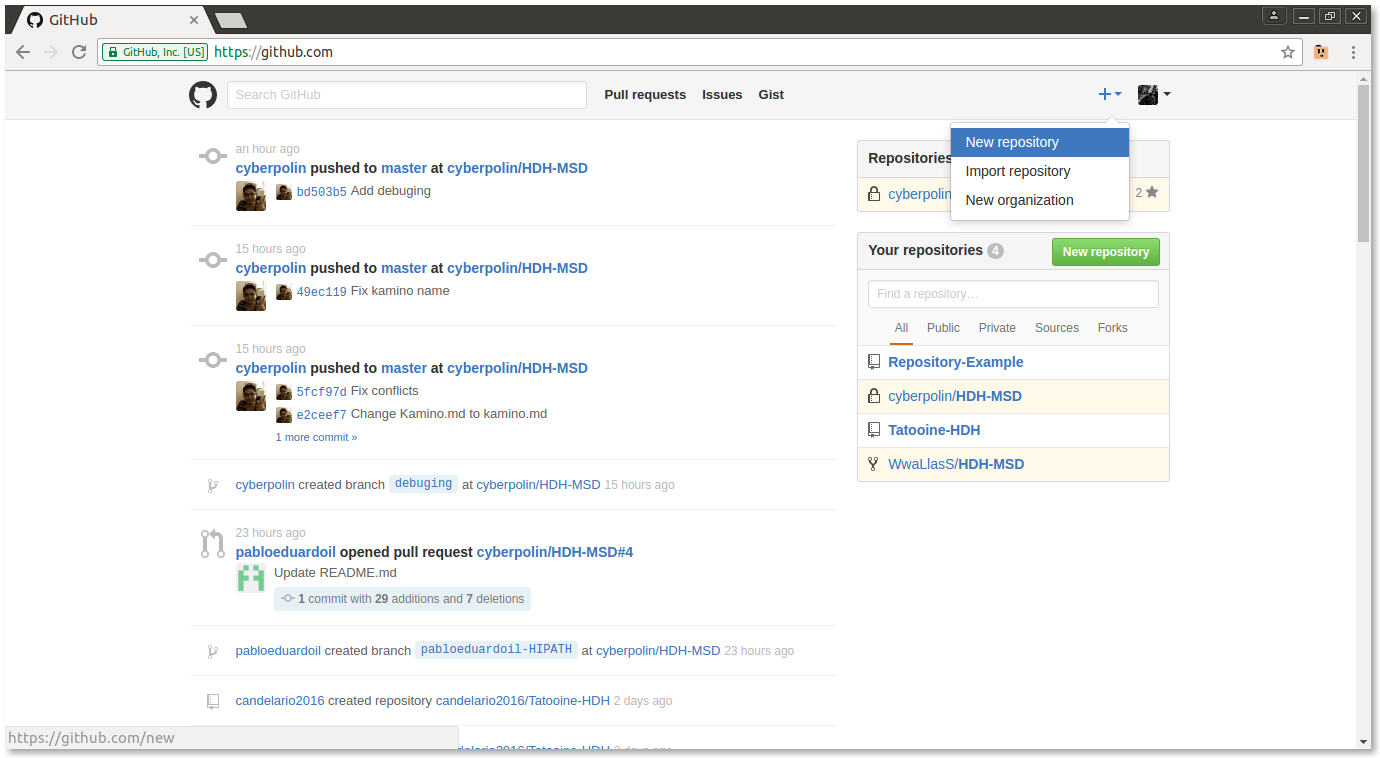 GitHub
GitHub, Inc. [US] https://github.com
Search GitHub Pull requests Issues Gist
New repository
Import repository
New organization
an hour ago
cyberpolin pushed to master at cyberpolin/HDH-MSD
bd503b5 Add debuging
15 hours ago
cyberpolin pushed to master at cyberpolin/HDH-MSD
49ec119 Fix kamino name
15 hours ago
cyberpolin pushed to master at cyberpolin/HDH-MSD
5fcf97d Fix conflicts
e2ceef7 Change Kamino.md to kamino.md
1 more commit »
cyberpolin created branch debuging at cyberpolin/HDH-MSD 15 hours ago
23 hours ago
pabloeduardoil opened pull request cyberpolin/HDH-MSD#4
Update README.md
1 commit with 29 additions and 7 deletions
pabloeduardoil created branch pabloeduardoil-HIPATH at cyberpolin/HDH-MSD 23 hours ago
candelario2016 created repository candelario2016/Tatooine-HDH 2 days ago
https://github.com/new
Repositories
cyberpolin 2
Your repositories 4 New repository
Find a repository…
All Public Private Sources Forks
Repository-Example
cyberpolin/HDH-MSD
Tatooine-HDH
WwaLlasS/HDH-MSD